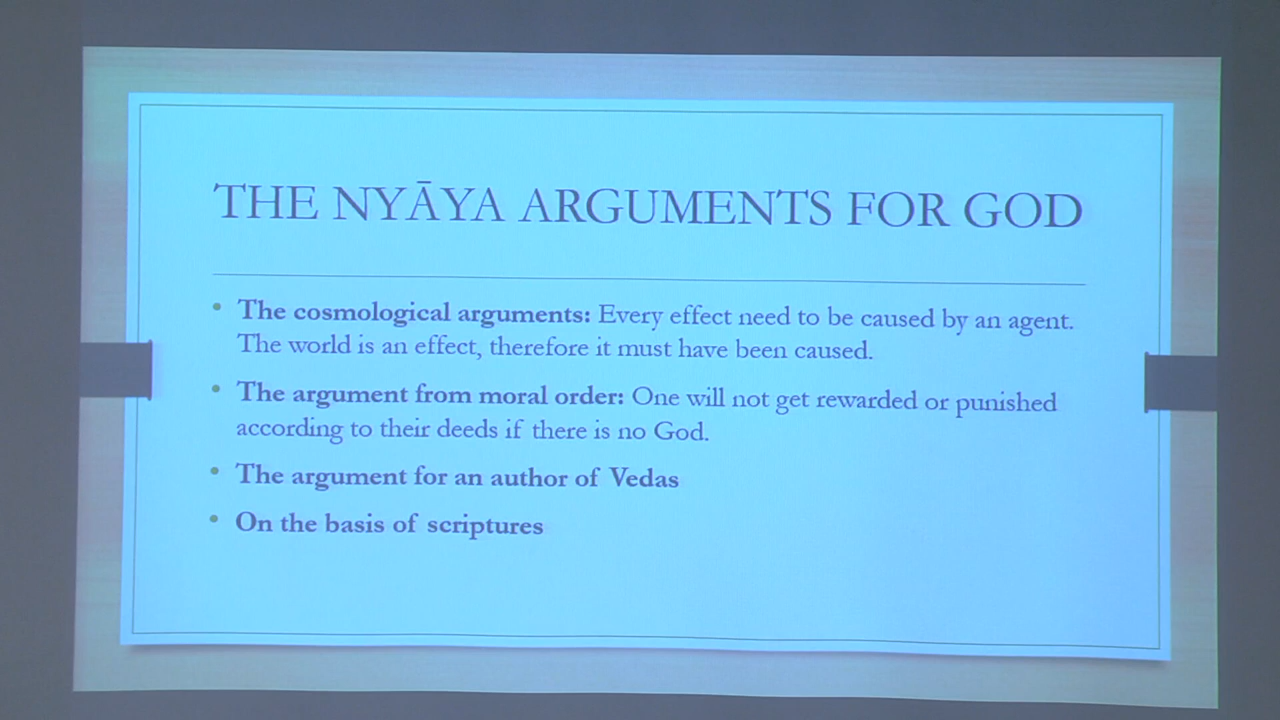 THE NYĀYA ARGUMENTS FOR GOD
• The cosmological arguments: Every effect need to be caused by an agent.
The world is an effect, therefore it must have been caused.
• The argument from moral order: One will not get rewarded or punished
according to their deeds if there is no God.
• The argument for an author of Vedas
• On the basis of scriptures